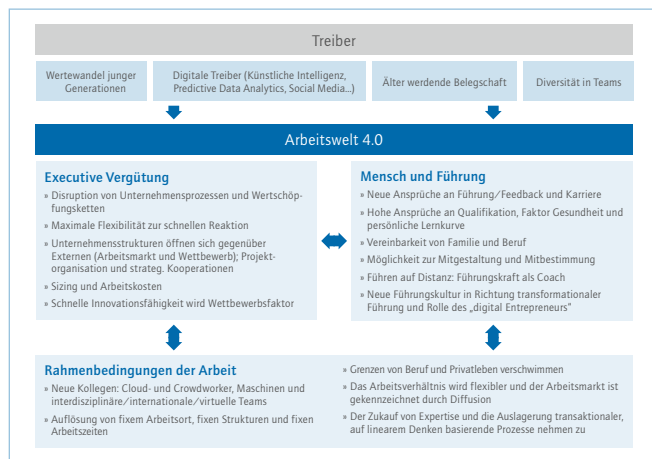 Treiber
Wertewandel junger
Generationen
Digitale Treiber (Künstliche Intelligenz,
Predictive Data Analytics, Social Media...)
Älter werdende Belegschaft
Diversität in Teams
Arbeitswelt 4.0
Executive Vergütung
» Disruption von Unternehmensprozessen und Wertschöp-
fungsketten
» Maximale Flexibilität zur schnellen Reaktion
» Unternehmensstrukturen öffnen sich gegenüber
Externen (Arbeitsmarkt und Wettbewerb); Projekt-
organisation und strateg. Kooperationen
» Sizing und Arbeitskosten
» Schnelle Innovationsfähigkeit wird Wettbewerbsfaktor
Mensch und Führung
» Neue Ansprüche an Führung/Feedback und Karriere
» Hohe Ansprüche an Qualifikation, Faktor Gesundheit und
persönliche Lernkurve
» Vereinbarkeit von Familie und Beruf
» Möglichkeit zur Mitgestaltung und Mitbestimmung
» Führen auf Distanz: Führungskraft als Coach
» Neue Führungskultur in Richtung transformationaler
Führung und Rolle des „digital Entrepreneurs"
Rahmenbedingungen der Arbeit
» Neue Kollegen: Cloud- und Crowdworker, Maschinen und
interdisziplinäre/internationale/virtuelle Teams
» Auflösung von fixem Arbeitsort, fixen Strukturen und fixen
Arbeitszeiten
» Grenzen von Beruf und Privatleben verschwimmen
» Das Arbeitsverhältnis wird flexibler und der Arbeitsmarkt ist
gekennzeichnet durch Diffusion
» Der Zukauf von Expertise und die Auslagerung transaktionaler,
auf linearem Denken basierende Prozesse nehmen zu